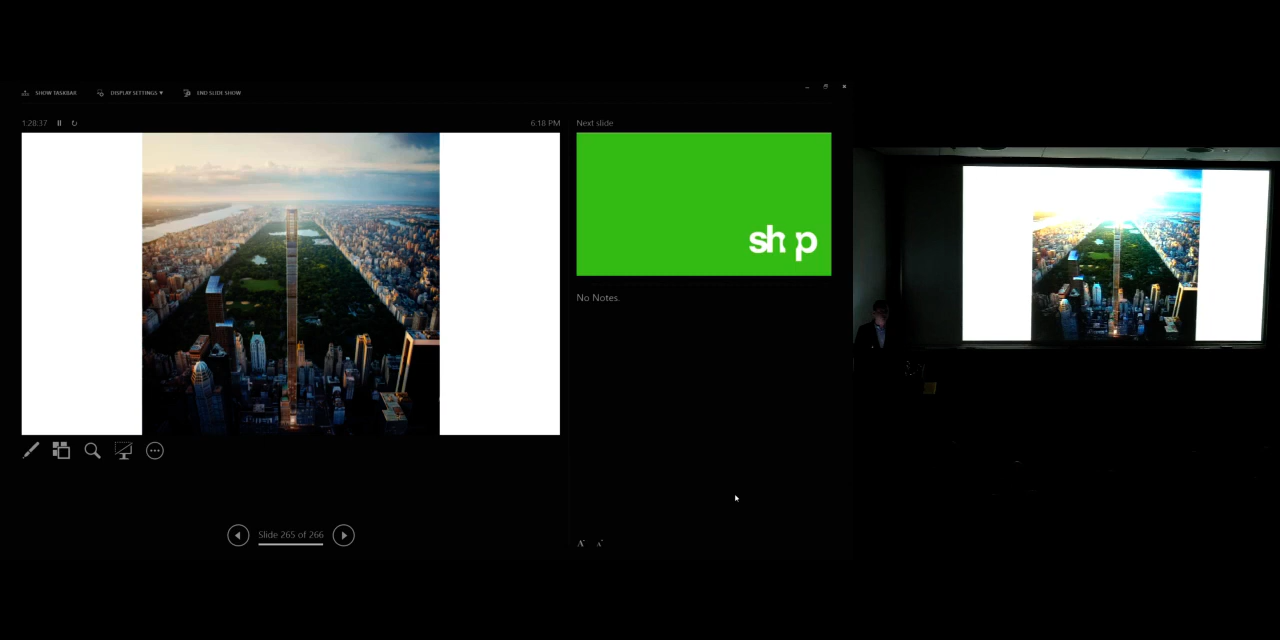 SHOW TASKBAR DISPLAY SETTINGS ▼ END SLIDE SHOW
1:28:37 6:18 PM Next slide
sh p
No Notes.
Slide 265 of 266
A A